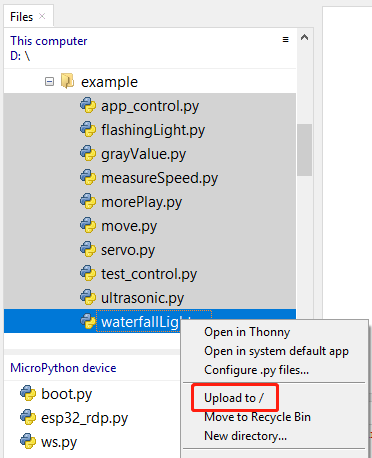 Files ×
This computer ≡
D: \
example
app_control.py
flashingLight.py
grayValue.py
measureSpeed.py
morePlay.py
move.py
servo.py
test_control.py
ultrasonic.py
waterfallLigh
Open in Thonny
Open in system default app
Configure .py files...
Upload to /
Move to Recycle Bin
New directory...
MicroPython device
boot.py
esp32_rdp.py
ws.py